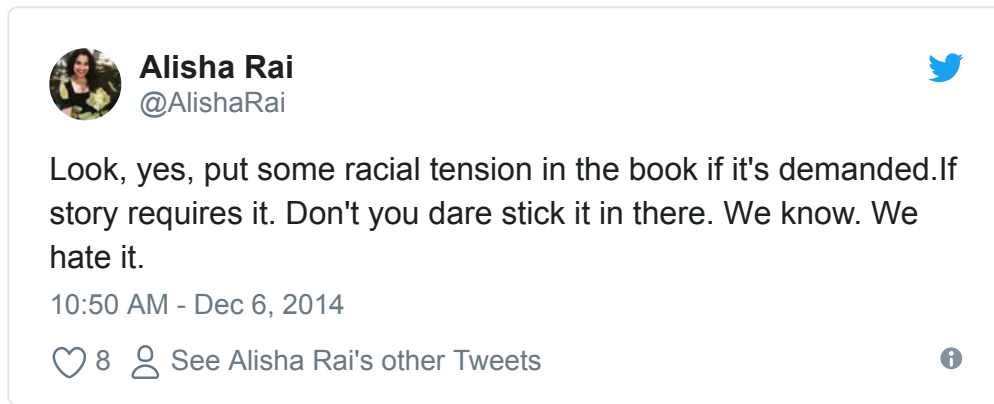 Alisha Rai
@AlishaRai
Look, yes, put some racial tension in the book if it's demanded.If
story requires it. Don't you dare stick it in there. We know. We
hate it.
10:50 AM - Dec 6, 2014
8 See Alisha Rai's other Tweets